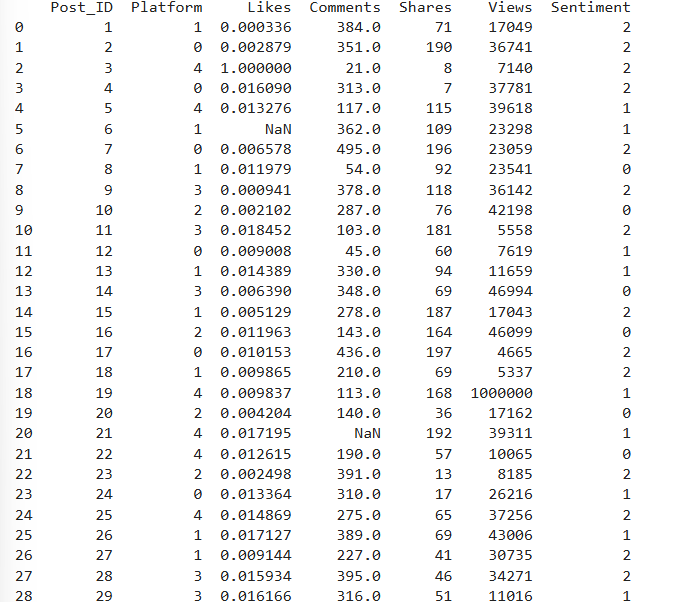 Post_ID Platform Likes Comments Shares Views Sentiment
0 1 1 0.000336 384.0 71 17049 2
1 2 0 0.002879 351.0 190 36741 2
2 3 4 1.000000 21.0 8 7140 2
3 4 0 0.016090 313.0 7 37781 2
4 5 4 0.013276 117.0 115 39618 1
5 6 1 NaN 362.0 109 23298 1
6 7 0 0.006578 495.0 196 23059 2
7 8 1 0.011979 54.0 92 23541 0
8 9 3 0.000941 378.0 118 36142 2
9 10 2 0.002102 287.0 76 42198 0
10 11 3 0.018452 103.0 181 5558 2
11 12 0 0.009008 45.0 60 7619 1
12 13 1 0.014389 330.0 94 11659 1
13 14 3 0.006390 348.0 69 46994 0
14 15 1 0.005129 278.0 187 17043 2
15 16 2 0.011963 143.0 164 46099 0
16 17 0 0.010153 436.0 197 4665 2
17 18 1 0.009865 210.0 69 5337 2
18 19 4 0.009837 113.0 168 1000000 1
19 20 2 0.004204 140.0 36 17162 0
20 21 4 0.017195 NaN 192 39311 1
21 22 4 0.012615 190.0 57 10065 0
22 23 2 0.002498 391.0 13 8185 2
23 24 0 0.013364 310.0 17 26216 1
24 25 4 0.014869 275.0 65 37256 2
25 26 1 0.017127 389.0 69 43006 1
26 27 1 0.009144 227.0 41 30735 2
27 28 3 0.015934 395.0 46 34271 2
28 29 3 0.016166 316.0 51 11016 1